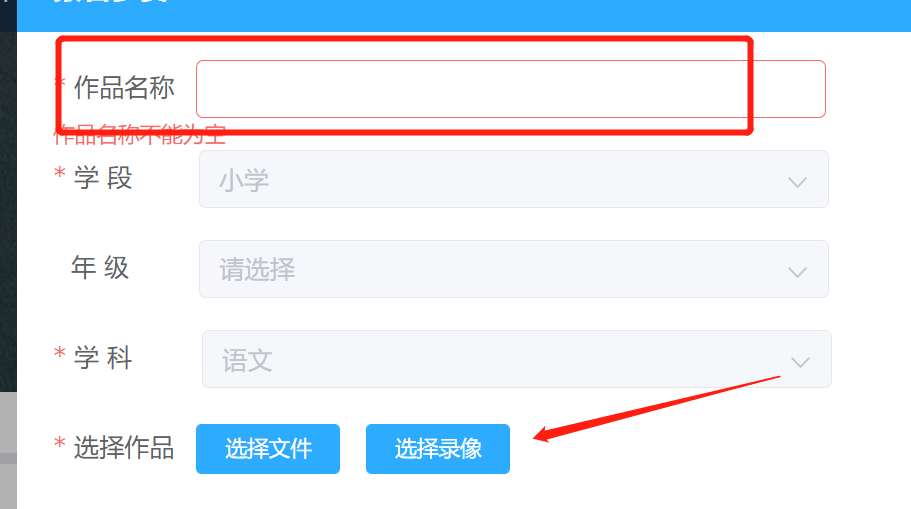 * 作品名称
作品名称不能为空
* 学 段 小学
年 级 请选择
* 学 科 语文
* 选择作品 选择文件 选择录像